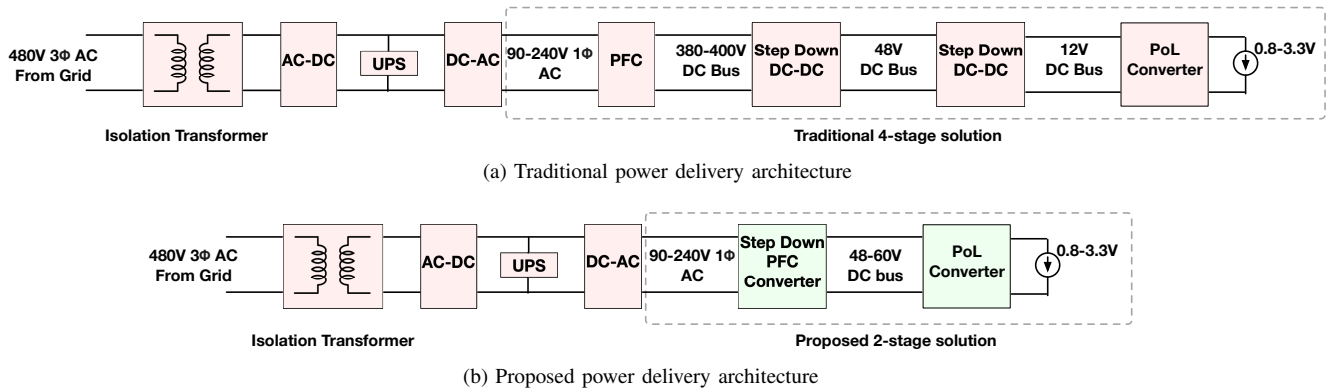 480V 3Φ AC
From Grid
Isolation Transformer
AC-DC
UPS
DC-AC
90-240V 1Φ
AC
PFC
380-400V
DC Bus
Step Down
DC-DC
48V
DC Bus
Step Down
DC-DC
12V
DC Bus
PoL
Converter
0.8-3.3V
Traditional 4-stage solution
(a) Traditional power delivery architecture
480V 3Φ AC
From Grid
Isolation Transformer
AC-DC
UPS
DC-AC
90-240V 1Φ
AC
Step Down
PFC
Converter
48-60V
DC bus
PoL
Converter
0.8-3.3V
Proposed 2-stage solution
(b) Proposed power delivery architecture